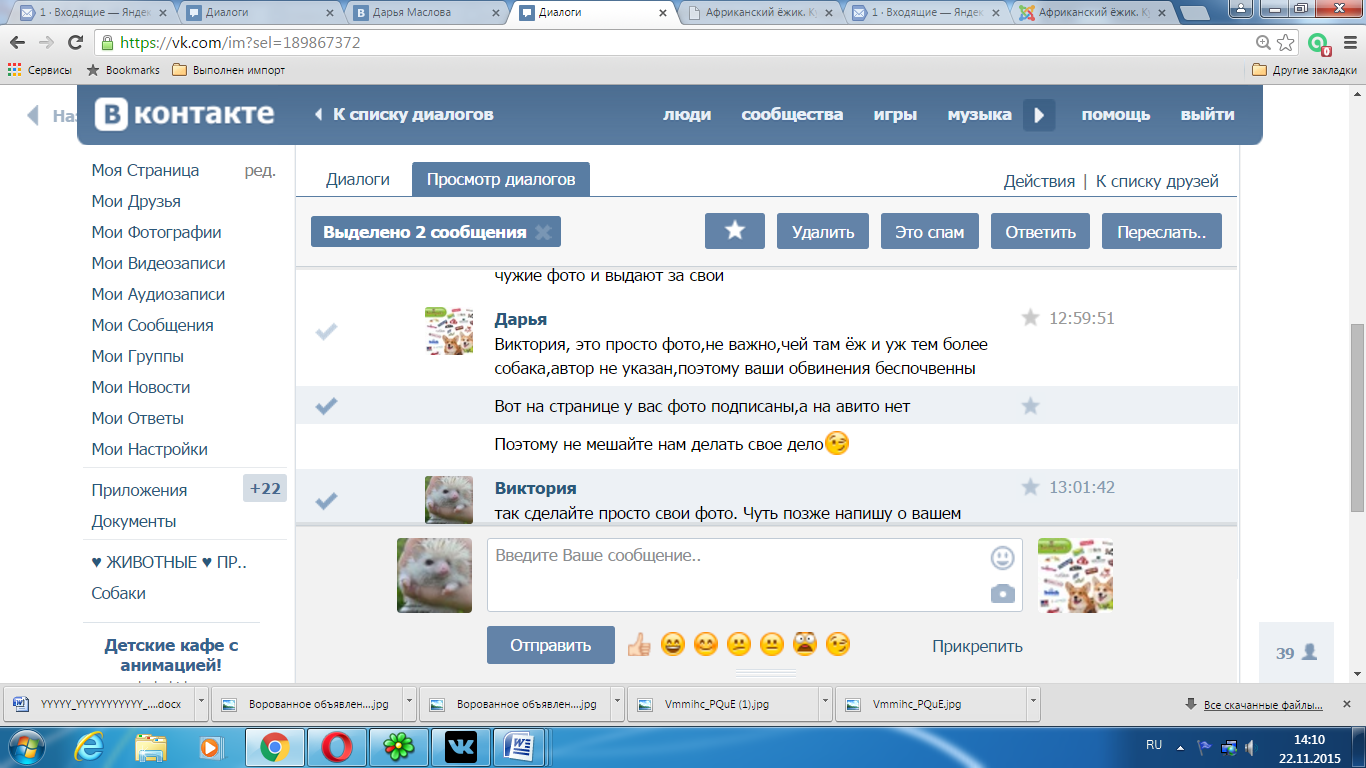 1 · Входящие — Яндек
Диалоги
Дарья Маслова
Диалоги
Африканский ёжик. Ку
1 · Входящие — Яндек
Африканский ёжик. Ку
https://vk.com/im?sel=189867372
0
Сервисы
Bookmarks
Выполнен импорт
Другие закладки
Наз
В контакте
К списку диалогов
люди
сообщества
игры
музыка
помощь
выйти
Моя Страница
ред.
Мои Друзья
Мои Фотографии
Мои Видеозаписи
Мои Аудиозаписи
Мои Сообщения
Мои Группы
Мои Новости
Мои Ответы
Мои Настройки
Приложения
+22
Документы
♥ ЖИВОТНЫЕ ♥ ПР..
Собаки
Детские кафе с
анимацией!
Диалоги
Просмотр диалогов
Действия | К списку друзей
Выделено 2 сообщения
Удалить
Это спам
Ответить
Переслать..
чужие фото и выдают за свои
Дарья
12:59:51
Виктория, это просто фото,не важно,чей там ёж и уж тем более
собака,автор не указан,поэтому ваши обвинения беспочвенны
Вот на странице у вас фото подписаны,а на авито нет
Поэтому не мешайте нам делать свое дело😉
Виктория
13:01:42
так сделайте просто свои фото. Чуть позже напишу о вашем
Введите Ваше сообщение..
Отправить
Прикрепить
39
YYYYY_YYYYYYYYYYY_....docx
Ворованное объявлен....jpg
Ворованное объявлен....jpg
Vmmihc_PQuE (1).jpg
Vmmihc_PQuE.jpg
Все скачанные файлы...
RU
14:10
22.11.2015